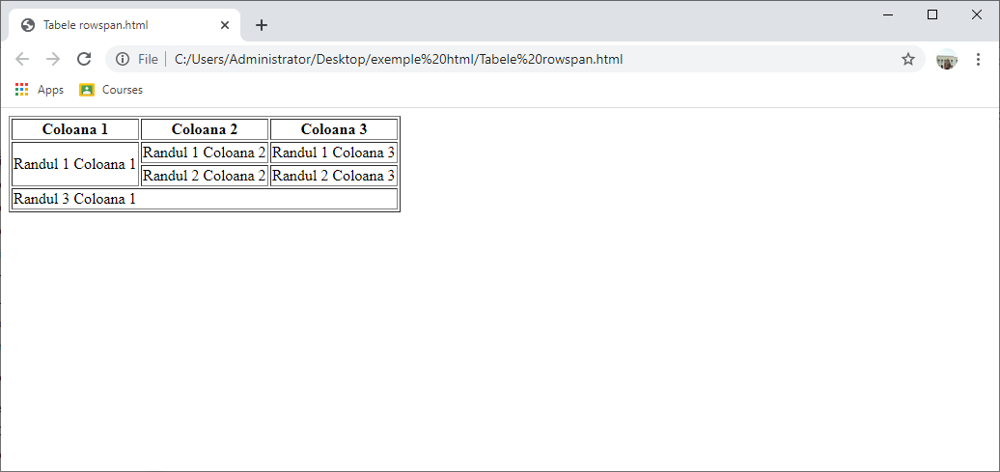 Tabele rowspan.html
File
C:/Users/Administrator/Desktop/exemple%20html/Tabele%20rowspan.html
Apps
Courses
Coloana 1 Coloana 2 Coloana 3
Randul 1 Coloana 1 Randul 1 Coloana 2 Randul 1 Coloana 3
Randul 2 Coloana 2 Randul 2 Coloana 3
Randul 3 Coloana 1